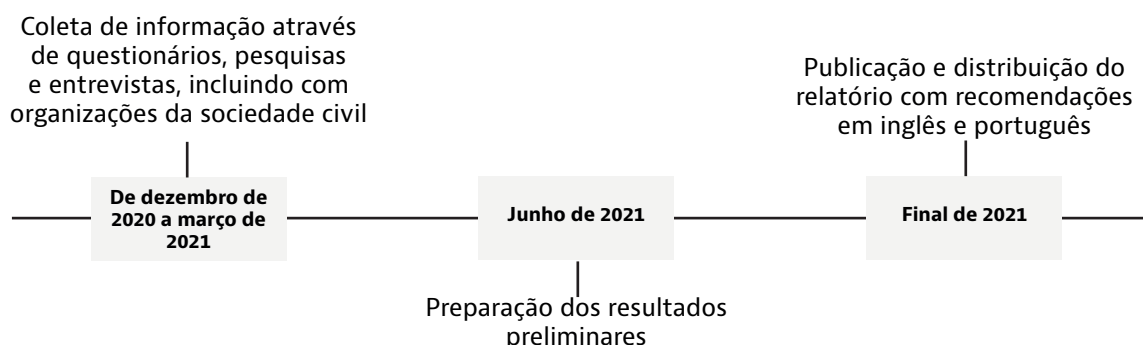 Coleta de informação através
de questionários, pesquisas
e entrevistas, incluindo com
organizações da sociedade civil
De dezembro de
2020 a março de
2021
Junho de 2021
Preparação dos resultados
preliminares
Publicação e distribuição do
relatório com recomendações
em inglês e português
Final de 2021